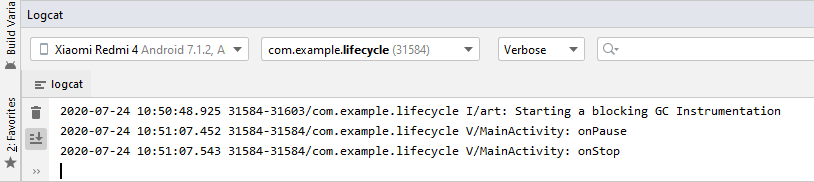 Logcat
Build Varia
Xiaomi Redmi 4 Android 7.1.2, A
com.example.lifecycle (31584)
Verbose
logcat
2020-07-24 10:50:48.925 31584-31603/com.example.lifecycle I/art: Starting a blocking GC Instrumentation
2020-07-24 10:51:07.452 31584-31584/com.example.lifecycle V/MainActivity: onPause
2020-07-24 10:51:07.543 31584-31584/com.example.lifecycle V/MainActivity: onStop
2: Favorites